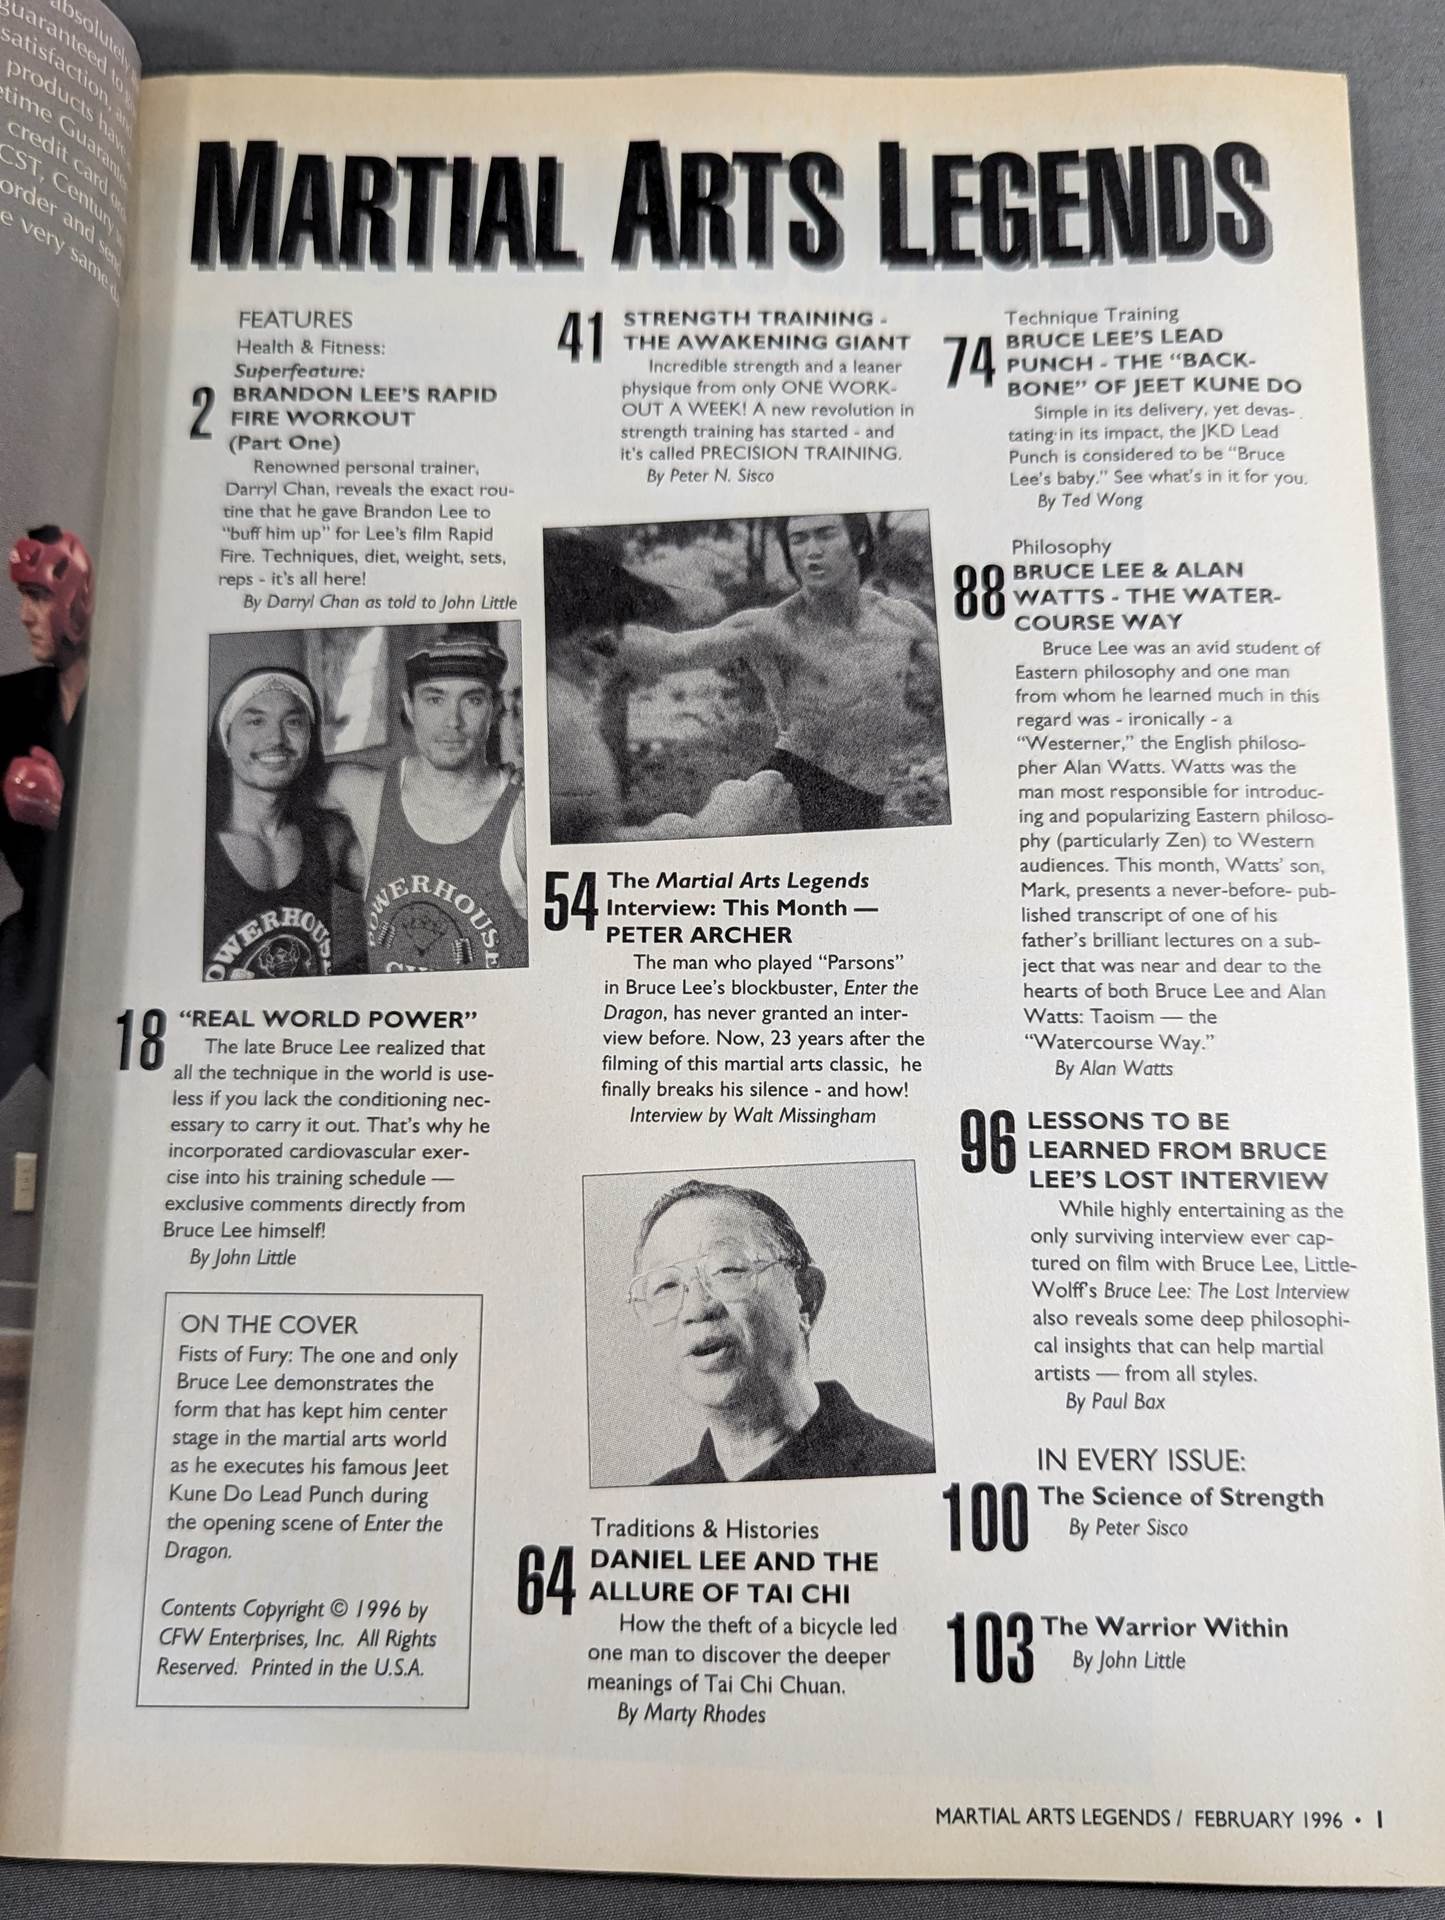 absolutely
guaranteed to
satisfaction, and
products have
etime Guarantee
credit card
CST, Century
order and send
e very same d
MARTIAL ARTS LEGENDS
FEATURES
Health & Fitness:
Superfeature:
2 BRANDON LEE'S RAPID
FIRE WORKOUT
(Part One)
Renowned personal trainer,
Darryl Chan, reveals the exact rou-
tine that he gave Brandon Lee to
"buff him up" for Lee's film Rapid
Fire. Techniques, diet, weight, sets,
reps - it's all here!
By Darryl Chan as told to John Little
POWERHOUSE
OWERHOUS
18 "REAL WORLD POWER"
The late Bruce Lee realized that
all the technique in the world is use-
less if you lack the conditioning nec-
essary to carry it out. That's why he
incorporated cardiovascular exer-
cise into his training schedule —
exclusive comments directly from
Bruce Lee himself!
By John Little
ON THE COVER
Fists of Fury: The one and only
Bruce Lee demonstrates the
form that has kept him center
stage in the martial arts world
as he executes his famous Jeet
Kune Do Lead Punch during
the opening scene of Enter the
Dragon.
Contents Copyright © 1996 by
CFW Enterprises, Inc. All Rights
Reserved. Printed in the U.S.A.
41 STRENGTH TRAINING -
THE AWAKENING GIANT
Incredible strength and a leaner
physique from only ONE WORK-
OUT A WEEK! A new revolution in
strength training has started - and
it's called PRECISION TRAINING.
By Peter N. Sisco
54 The Martial Arts Legends
Interview: This Month —
PETER ARCHER
The man who played "Parsons"
in Bruce Lee's blockbuster, Enter the
Dragon, has never granted an inter-
view before. Now, 23 years after the
filming of this martial arts classic, he
finally breaks his silence - and how!
Interview by Walt Missingham
Traditions & Histories
64 DANIEL LEE AND THE
ALLURE OF TAI CHI
How the theft of a bicycle led
one man to discover the deeper
meanings of Tai Chi Chuan.
By Marty Rhodes
Technique Training
74 BRUCE LEE'S LEAD
PUNCH - THE "BACK-
BONE" OF JEET KUNE DO
Simple in its delivery, yet devas-
tating in its impact, the JKD Lead
Punch is considered to be "Bruce
Lee's baby." See what's in it for you.
By Ted Wong
Philosophy
88 BRUCE LEE & ALAN
WATTS - THE WATER-
COURSE WAY
Bruce Lee was an avid student of
Eastern philosophy and one man
from whom he learned much in this
regard was - ironically - a
"Westerner," the English philoso-
pher Alan Watts. Watts was the
man most responsible for introduc-
ing and popularizing Eastern philoso-
phy (particularly Zen) to Western
audiences. This month, Watts' son,
Mark, presents a never-before- pub-
lished transcript of one of his
father's brilliant lectures on a sub-
ject that was near and dear to the
hearts of both Bruce Lee and Alan
Watts: Taoism — the
"Watercourse Way."
By Alan Watts
96 LESSONS TO BE
LEARNED FROM BRUCE
LEE'S LOST INTERVIEW
While highly entertaining as the
only surviving interview ever cap-
tured on film with Bruce Lee, Little-
Wolff's Bruce Lee: The Lost Interview
also reveals some deep philosophi-
cal insights that can help martial
artists — from all styles.
By Paul Bax
IN EVERY ISSUE:
100 The Science of Strength
By Peter Sisco
103 The Warrior Within
By John Little
MARTIAL ARTS LEGENDS / FEBRUARY 1996 • 1